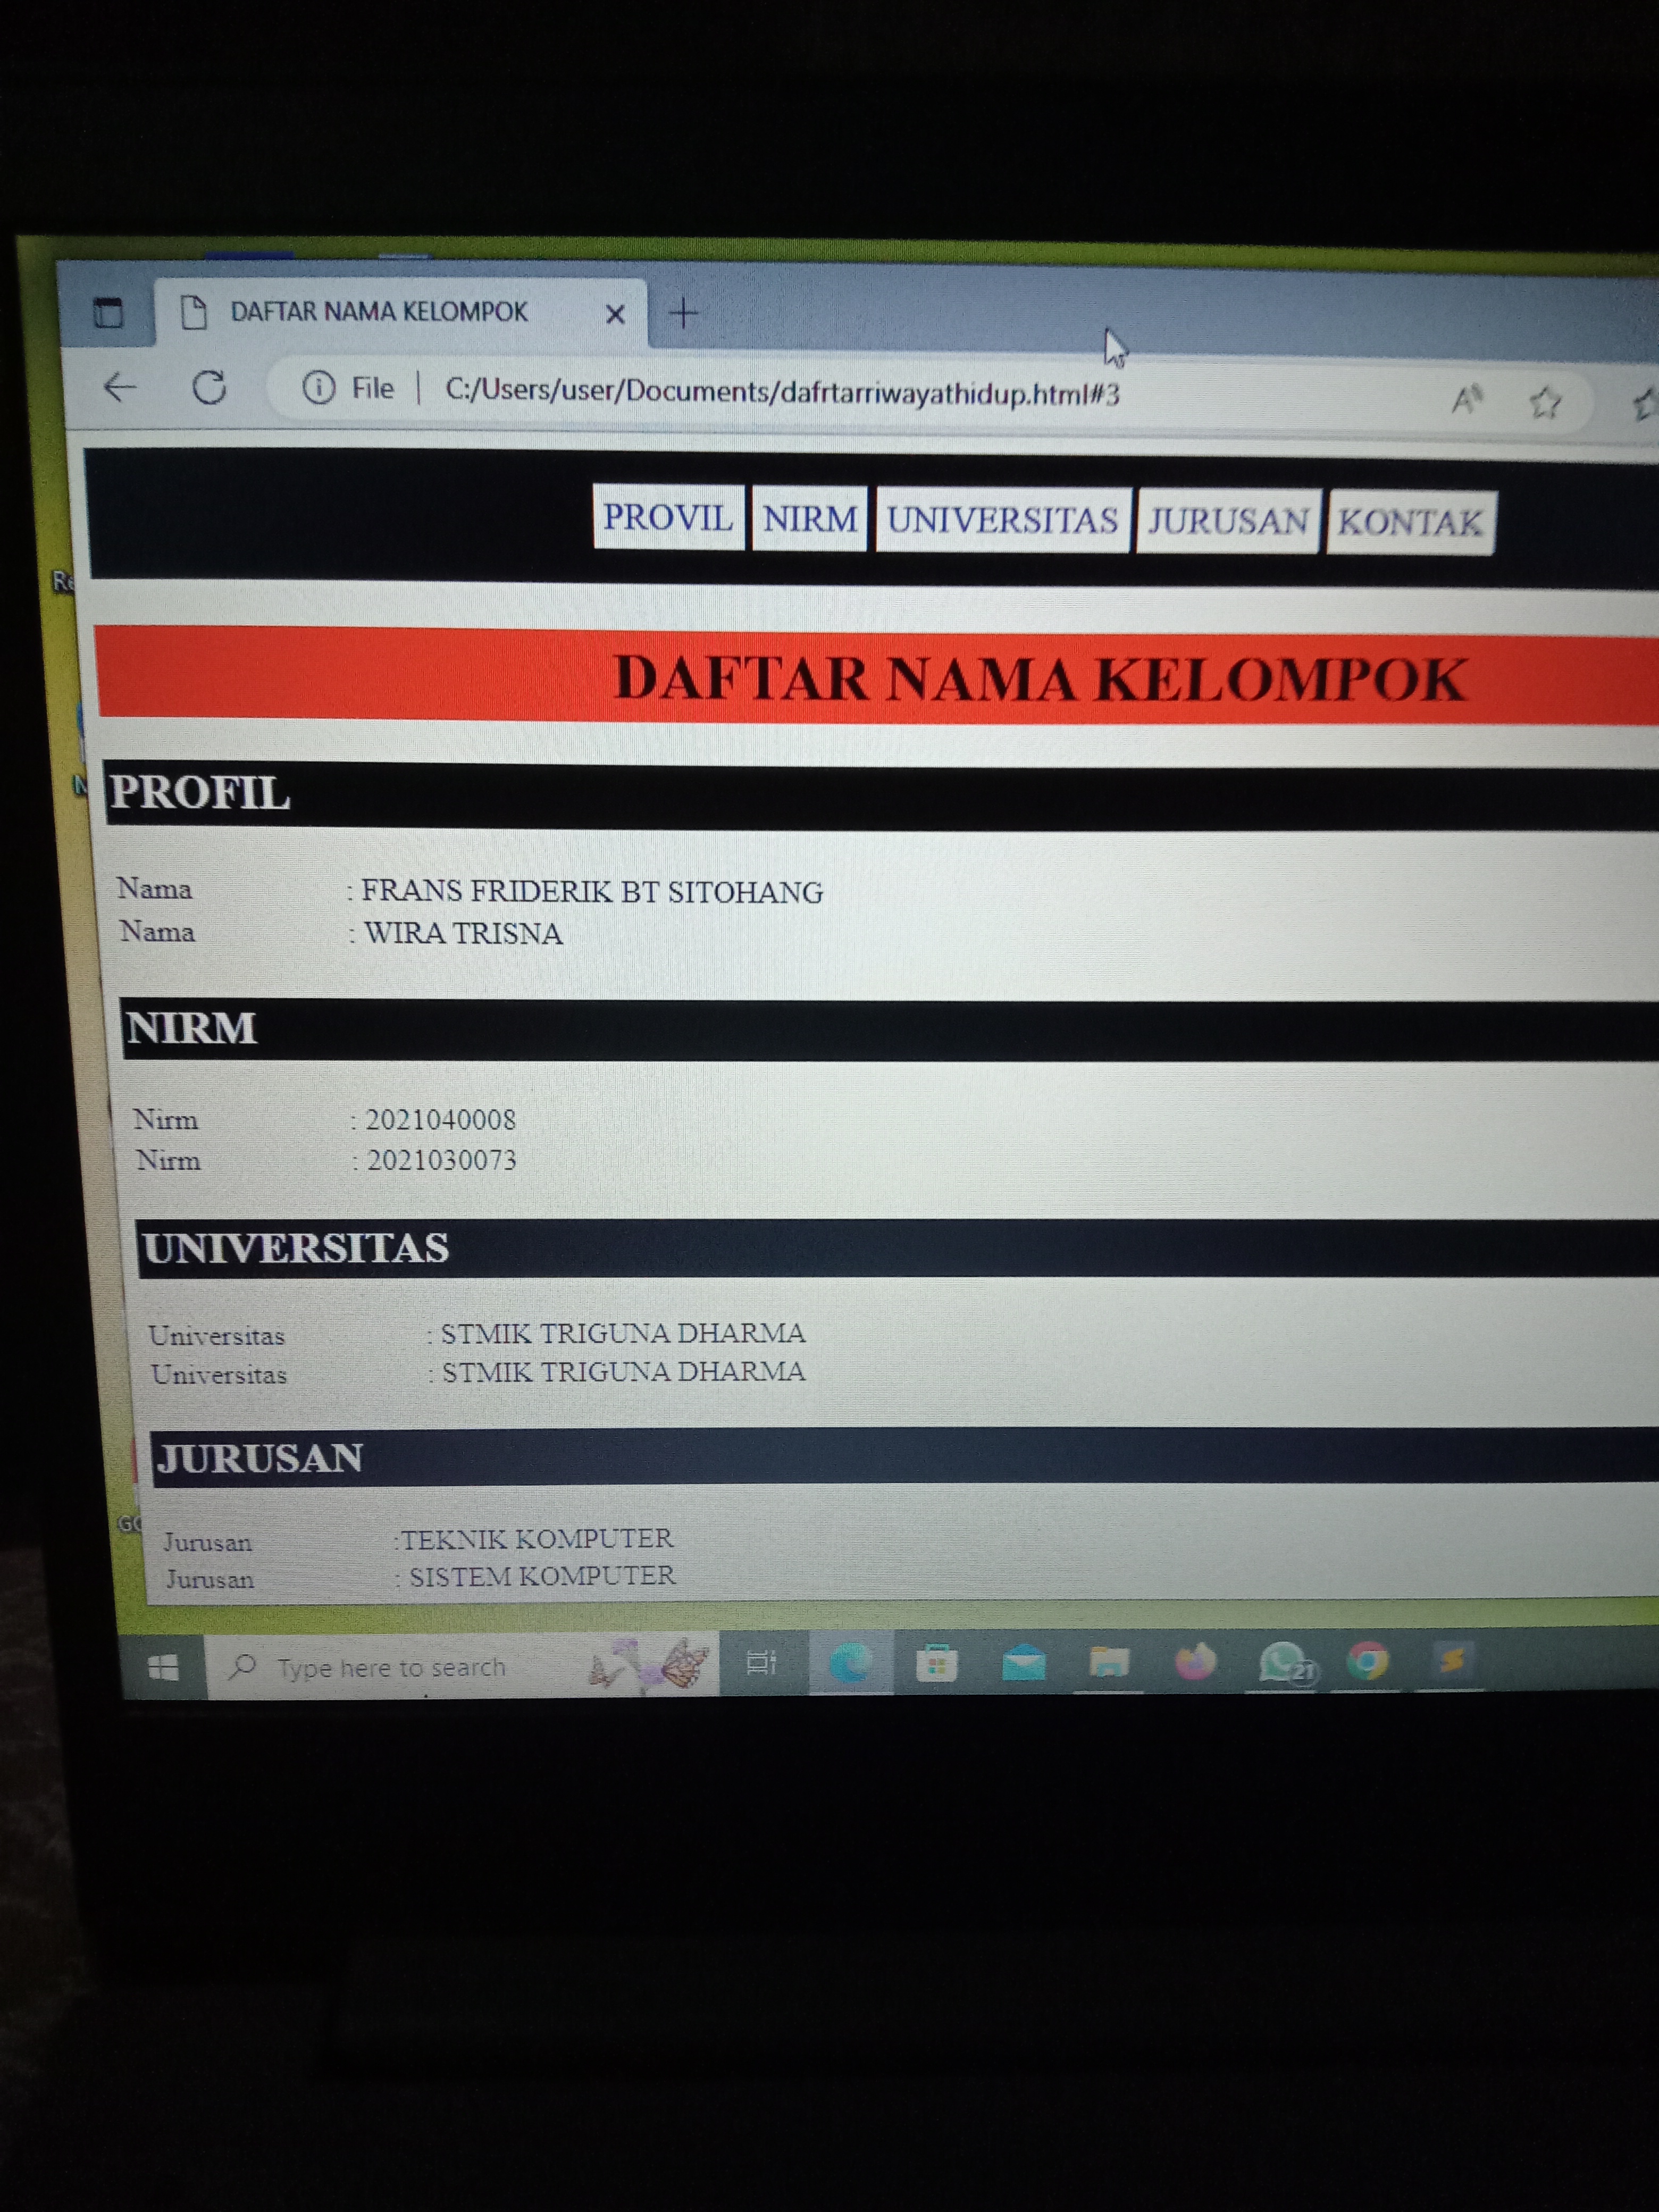 DAFTAR NAMA KELOMPOK
File | C:/Users/user/Documents/dafrtarriwayathidup.html#3
PROVIL NIRM UNIVERSITAS JURUSAN KONTAK
DAFTAR NAMA KELOMPOK
PROFIL
Nama : FRANS FRIDERIK BT SITOHANG
Nama : WIRA TRISNA
NIRM
Nirm : 2021040008
Nirm : 2021030073
UNIVERSITAS
Universitas : STMIK TRIGUNA DHARMA
Universitas : STMIK TRIGUNA DHARMA
JURUSAN
Jurusan :TEKNIK KOMPUTER
Jurusan : SISTEM KOMPUTER
Type here to search
21